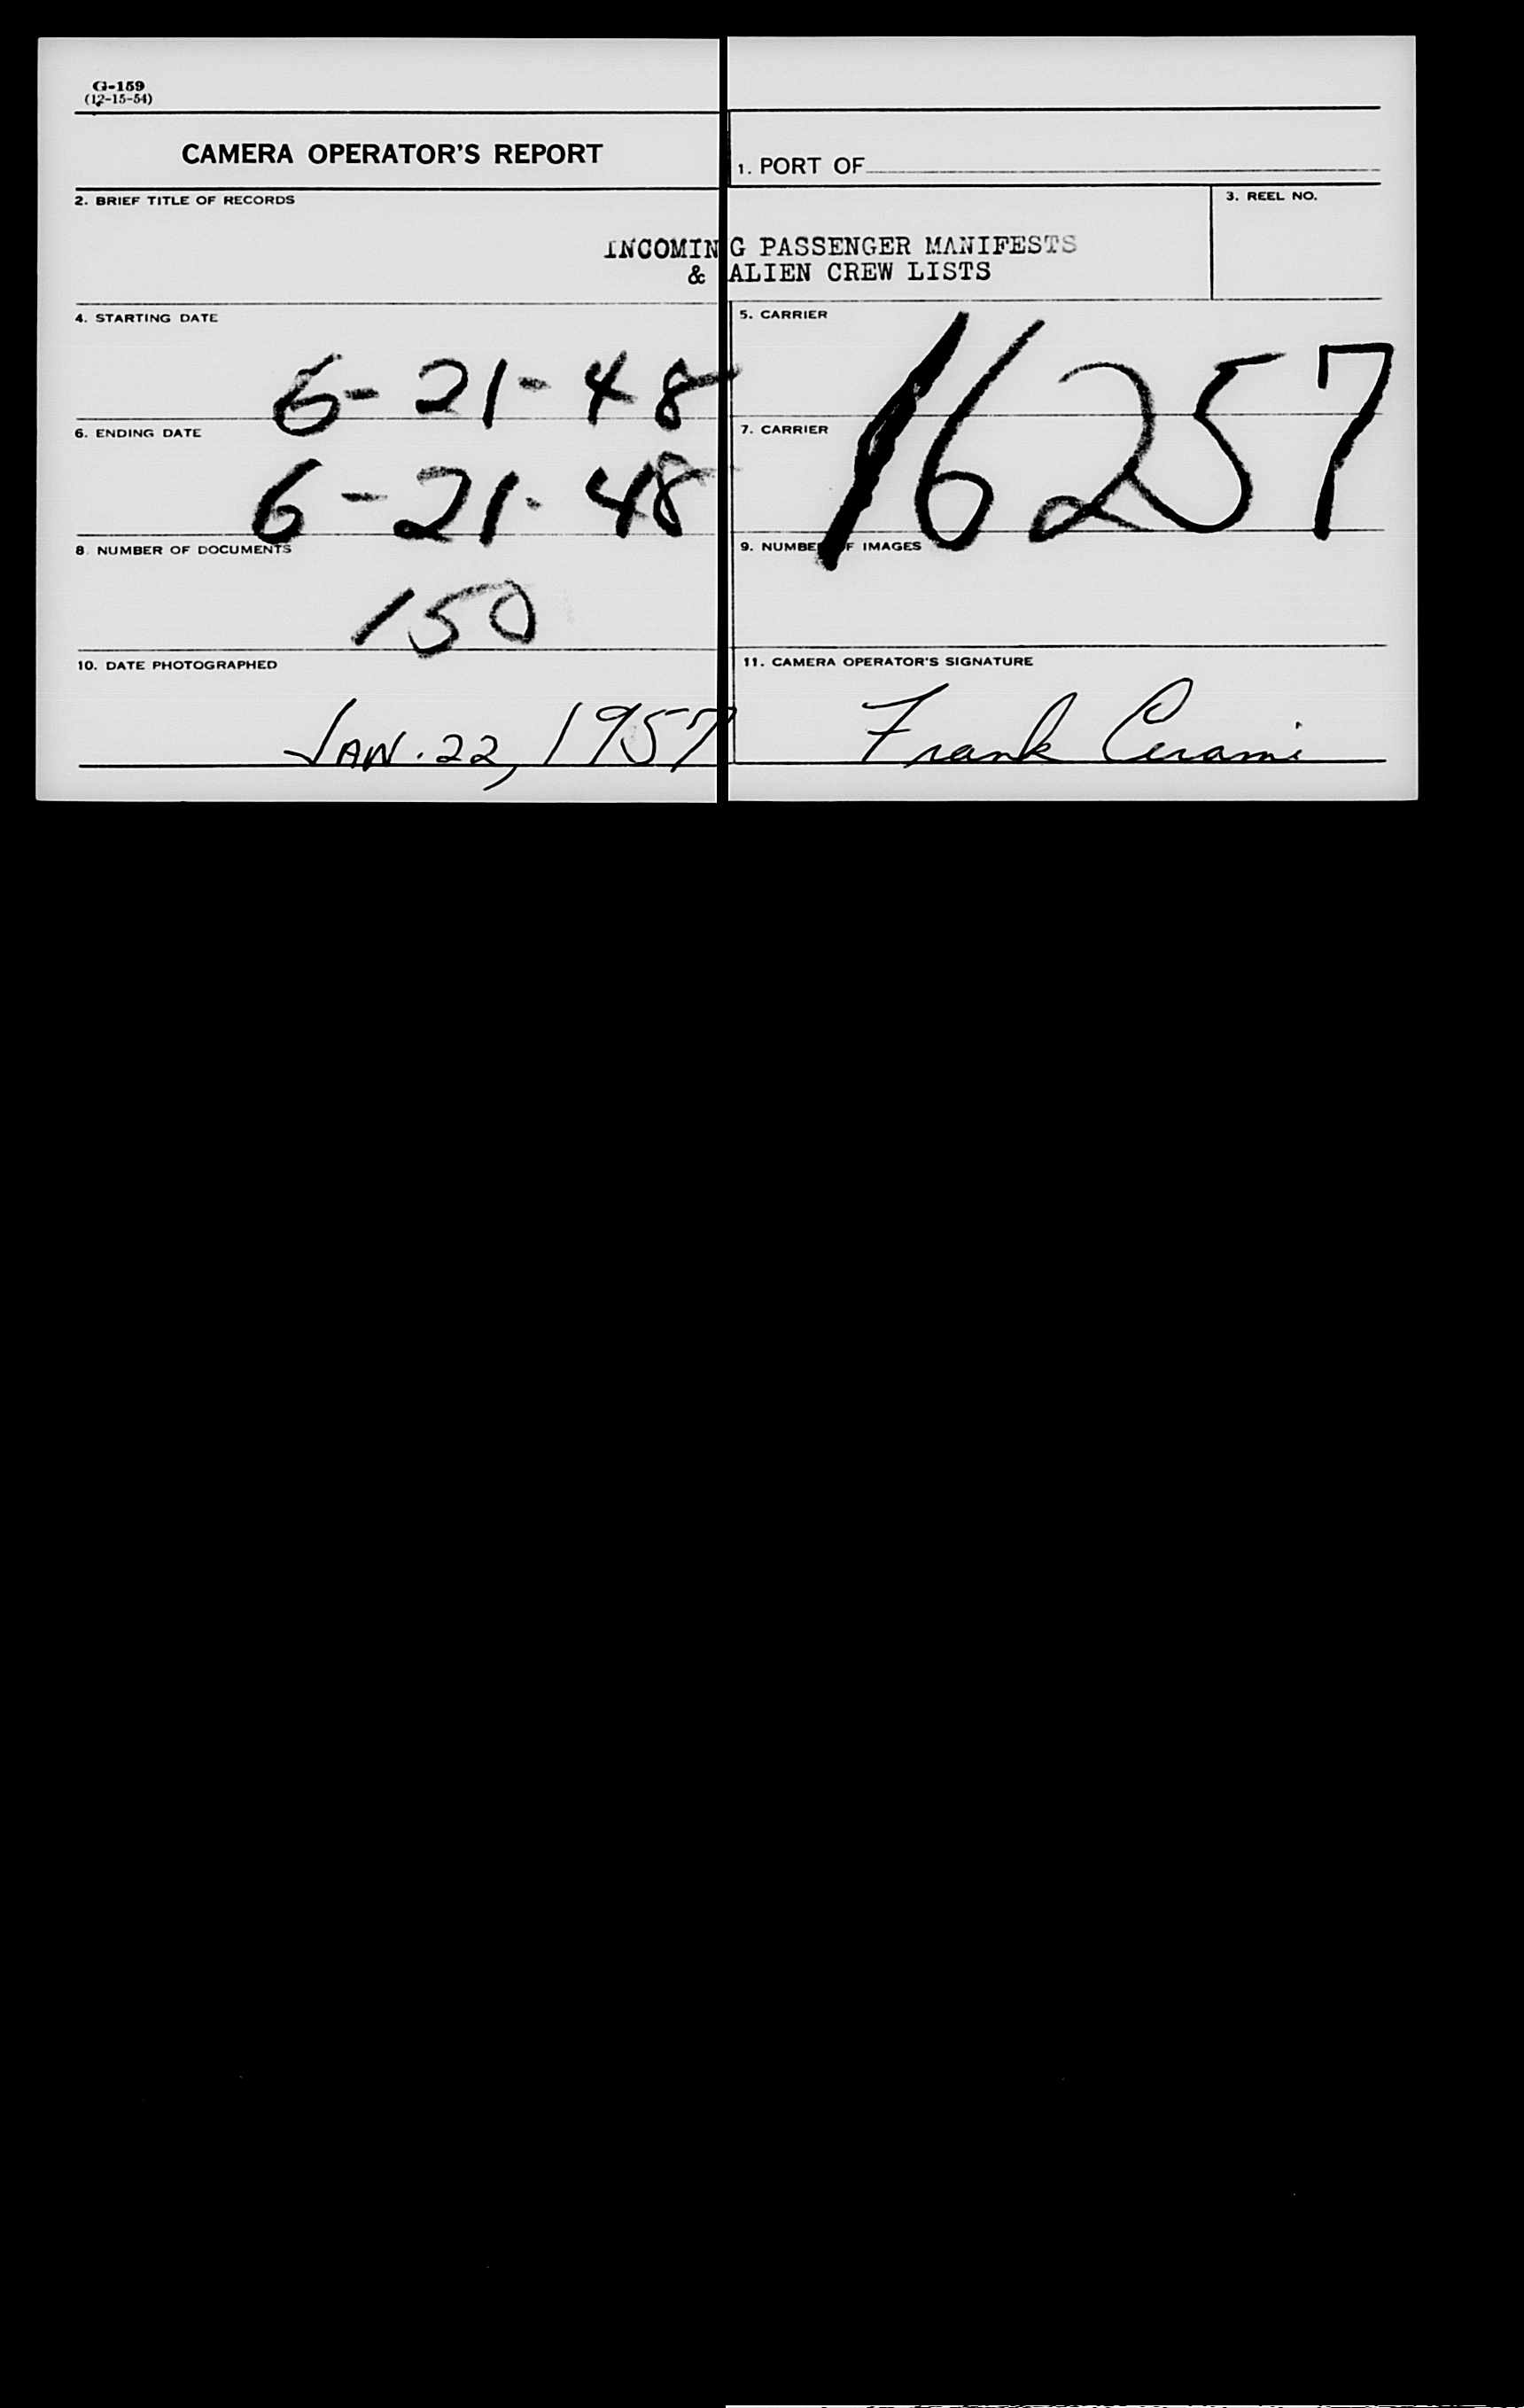 G-159
(12-15-54)
CAMERA OPERATOR'S REPORT
1. PORT OF
2. BRIEF TITLE OF RECORDS
3. REEL NO.
INCOMING PASSENGER MANIFESTS
& ALIEN CREW LISTS
4. STARTING DATE
6-21-48
5. CARRIER
16257
6. ENDING DATE
6-21-48
7. CARRIER
8. NUMBER OF DOCUMENTS
150
9. NUMBER OF IMAGES
10. DATE PHOTOGRAPHED
JAN. 22, 1957
11. CAMERA OPERATOR'S SIGNATURE
Frank Cerami